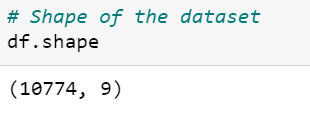 # Shape of the dataset
df.shape
(10774, 9)